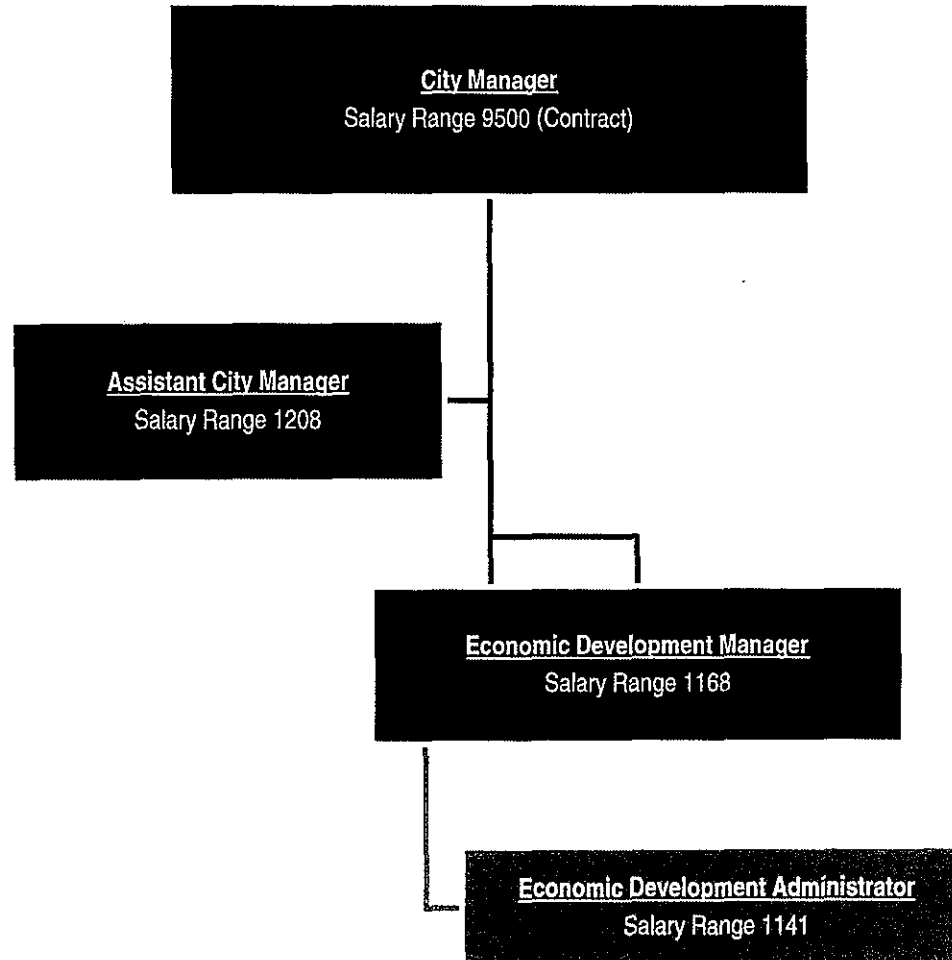 City Manager
Salary Range 9500 (Contract)
Assistant City Manager
Salary Range 1208
Economic Development Manager
Salary Range 1168
Economic Development Administrator
Salary Range 1141